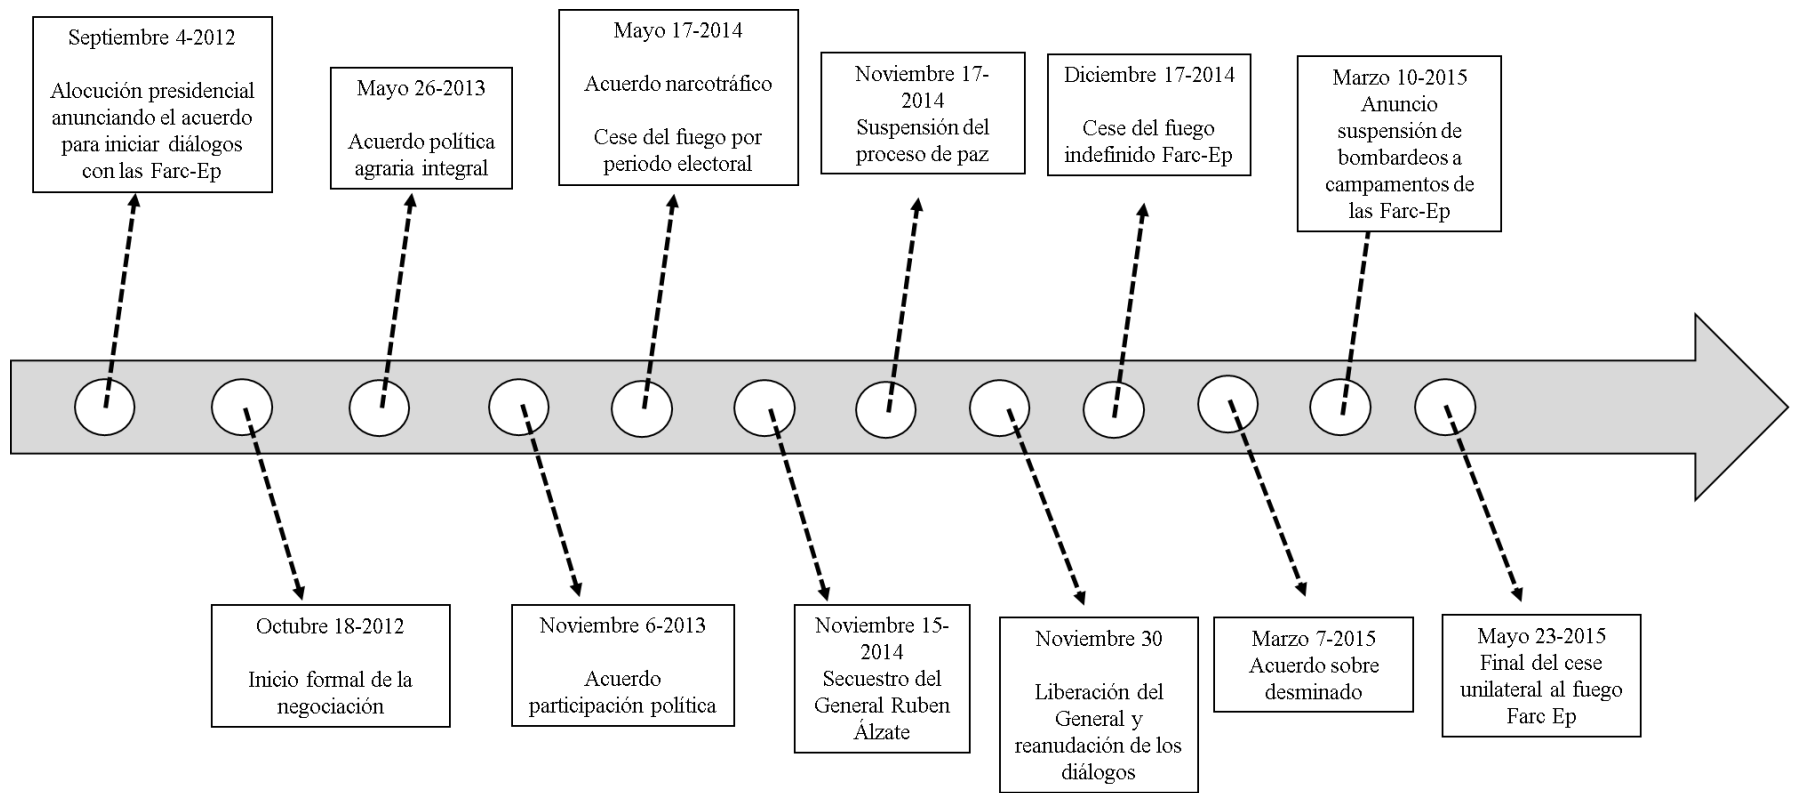 Septiembre 4-2012
Alocución presidencial
anunciando el acuerdo
para iniciar diálogos
con las Farc-Ep
Mayo 26-2013
Acuerdo política
agraria integral
Mayo 17-2014
Acuerdo narcotráfico
Cese del fuego por
periodo electoral
Noviembre 17-
2014
Suspensión del
proceso de paz
Diciembre 17-2014
Cese del fuego
indefinido Farc-Ep
Marzo 10-2015
Anuncio
suspensión de
bombardeos a
campamentos de
las Farc-Ep
Octubre 18-2012
Inicio formal de la
negociación
Noviembre 6-2013
Acuerdo
participación política
Noviembre 15-
2014
Secuestro del
General Ruben
Álzate
Noviembre 30
Liberación del
General y
reanudación de los
diálogos
Marzo 7-2015
Acuerdo sobre
desminado
Mayo 23-2015
Final del cese
unilateral al fuego
Farc Ep